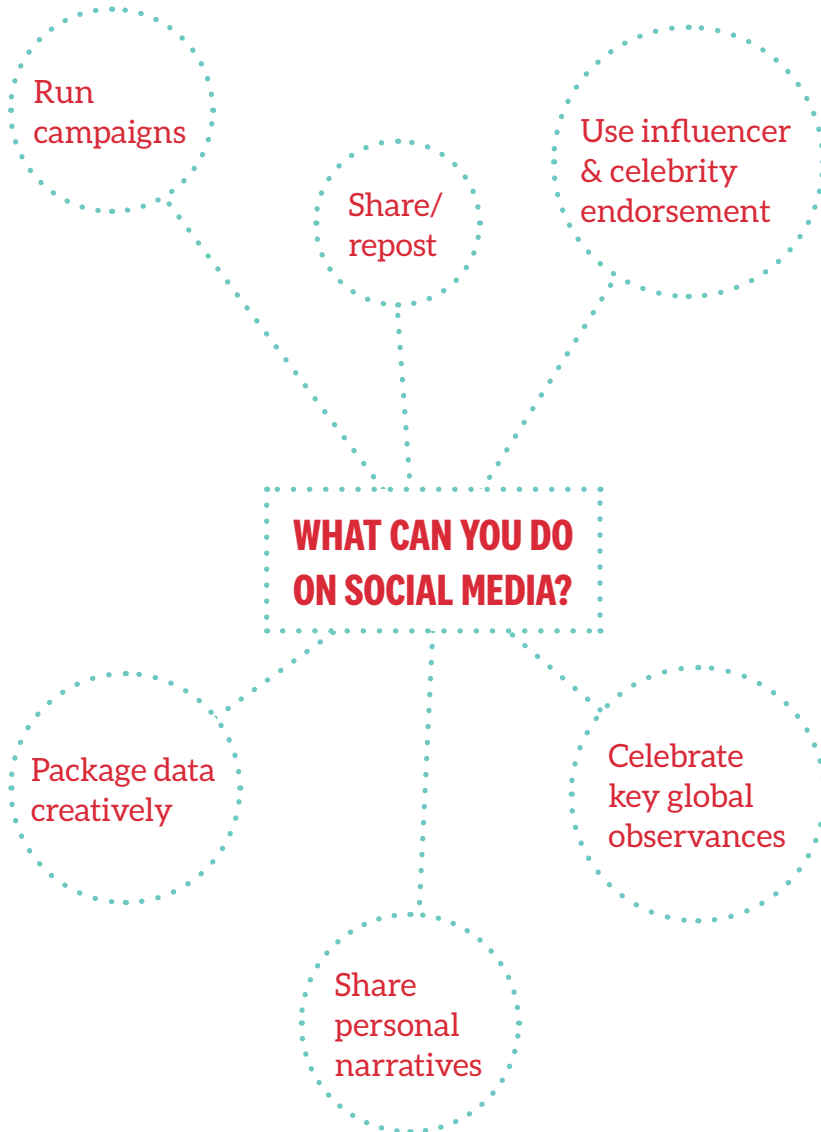 Run
campaigns
Share/
repost
Use influencer
& celebrity
endorsement
WHAT CAN YOU DO
ON SOCIAL MEDIA?
Package data
creatively
Celebrate
key global
observances
Share
personal
narratives